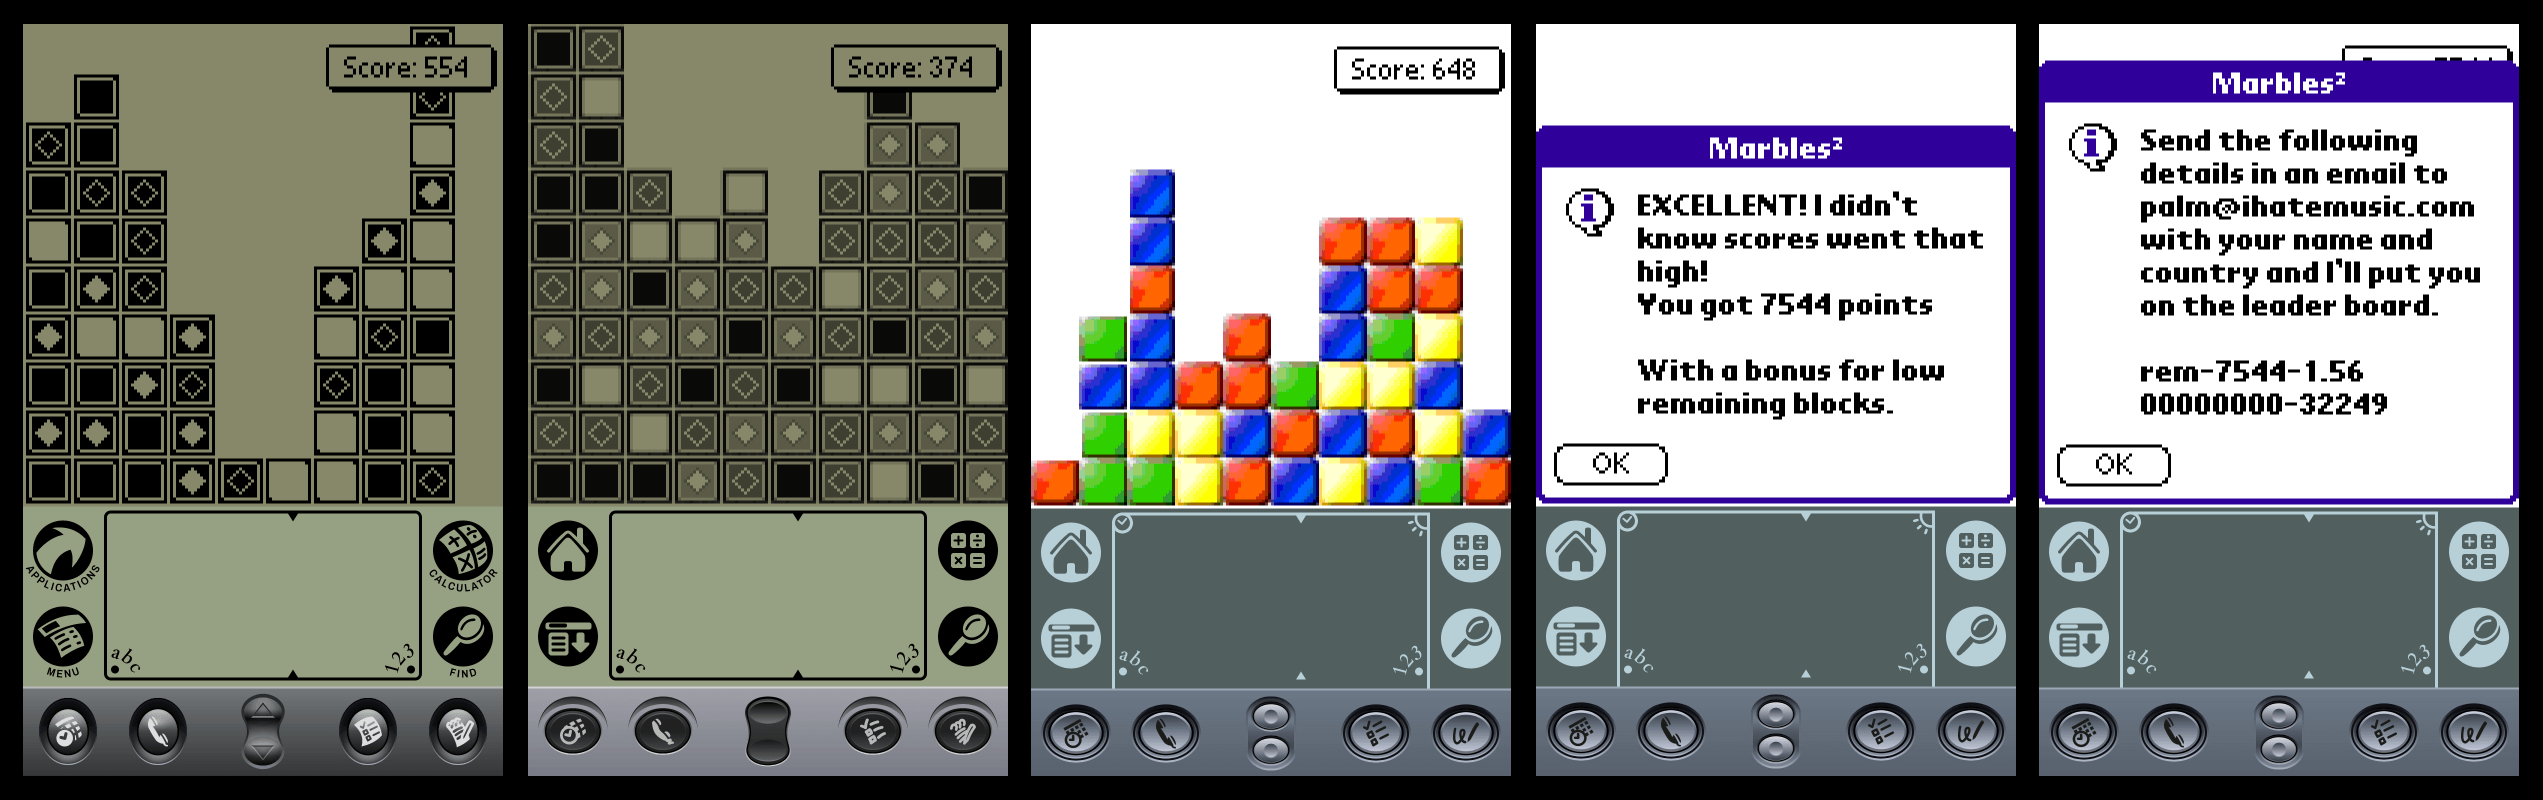 Score: 554
APPLICATIONS
CALCULATOR
MENU
abc
123
FIND
Score: 374
abc
123
Score: 648
abc
123
Marbles²
EXCELLENT! I didn't
know scores went that
high!
You got 7544 points
With a bonus for low
remaining blocks.
OK
abc
123
Marbles²
Send the following
details in an email to
palm@ihatemusic.com
with your name and
country and I'll put you
on the leader board.
rem-7544-1.56
00000000-32249
OK
abc
123